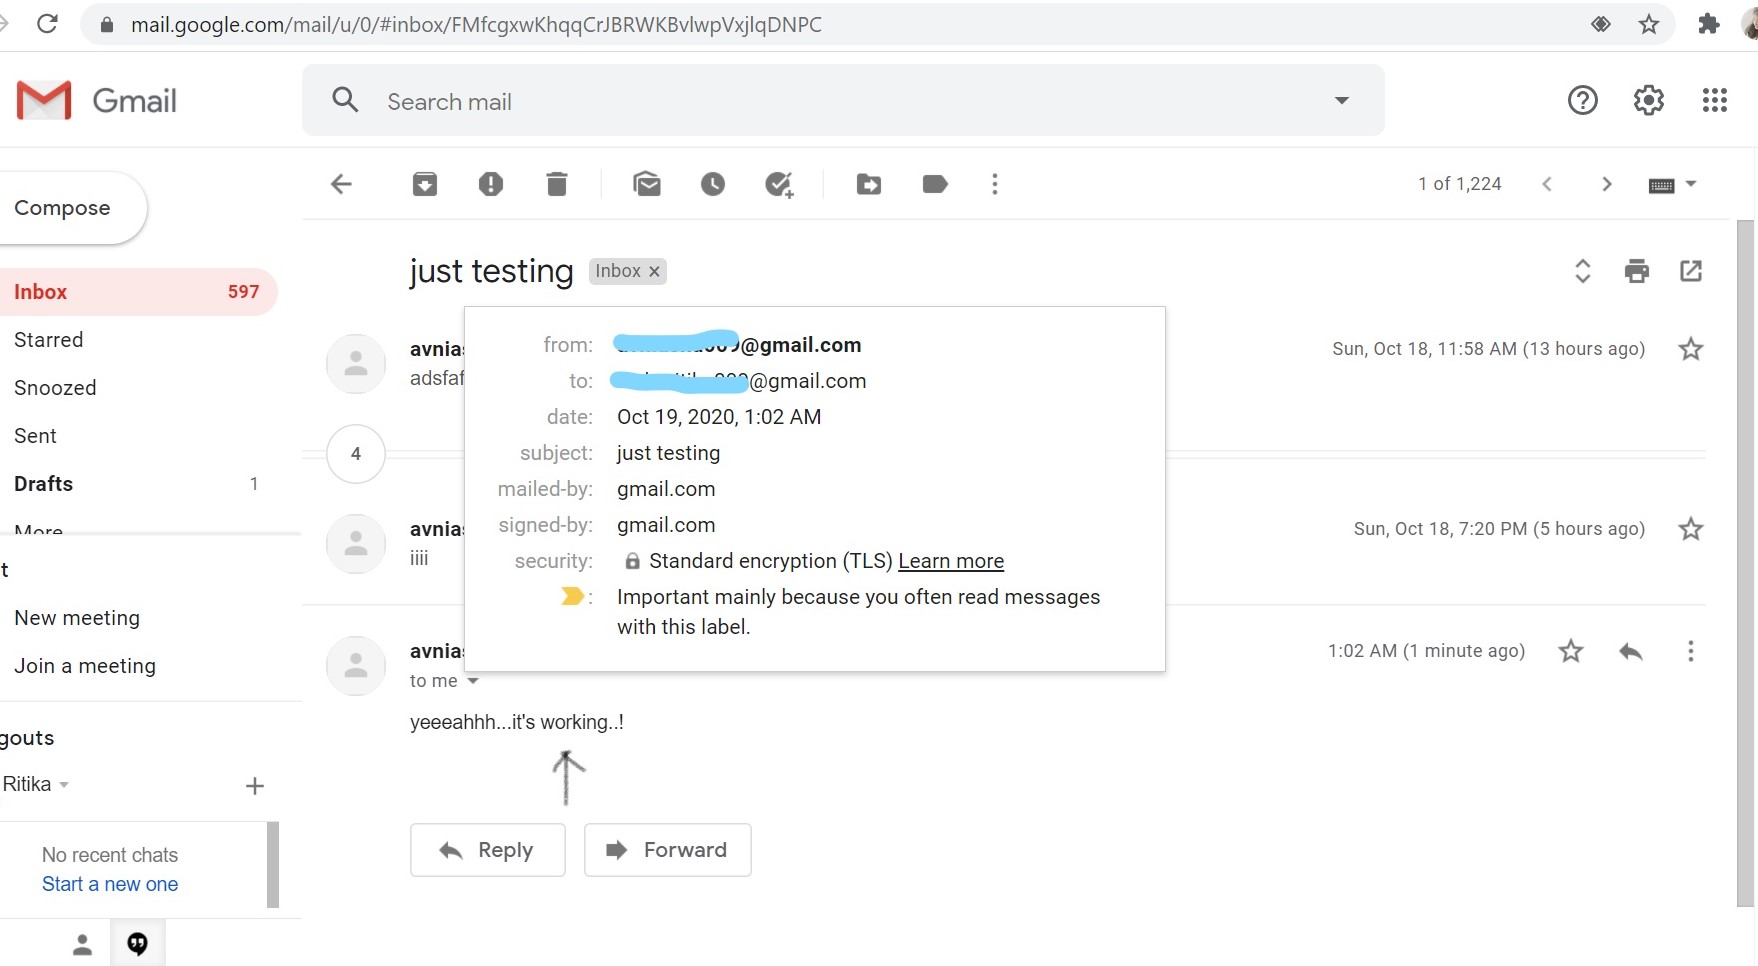 mail.google.com/mail/u/0/#inbox/FMfcgxwKhqqCrJBRWKBvlwpVxjlqDNPC
Gmail
Search mail
1 of 1,224
Compose
Inbox 597
Starred
Snoozed
Sent
Drafts 1
More
t
New meeting
Join a meeting
gouts
Ritika
No recent chats
Start a new one
just testing Inbox
avnia
adsfaf
Sun, Oct 18, 11:58 AM (13 hours ago)
4
avnia
iiii
Sun, Oct 18, 7:20 PM (5 hours ago)
from: @gmail.com
to: @gmail.com
date: Oct 19, 2020, 1:02 AM
subject: just testing
mailed-by: gmail.com
signed-by: gmail.com
security: Standard encryption (TLS) Learn more
: Important mainly because you often read messages
with this label.
avnia
1:02 AM (1 minute ago)
to me
yeeeahhh...it's working..!
Reply
Forward